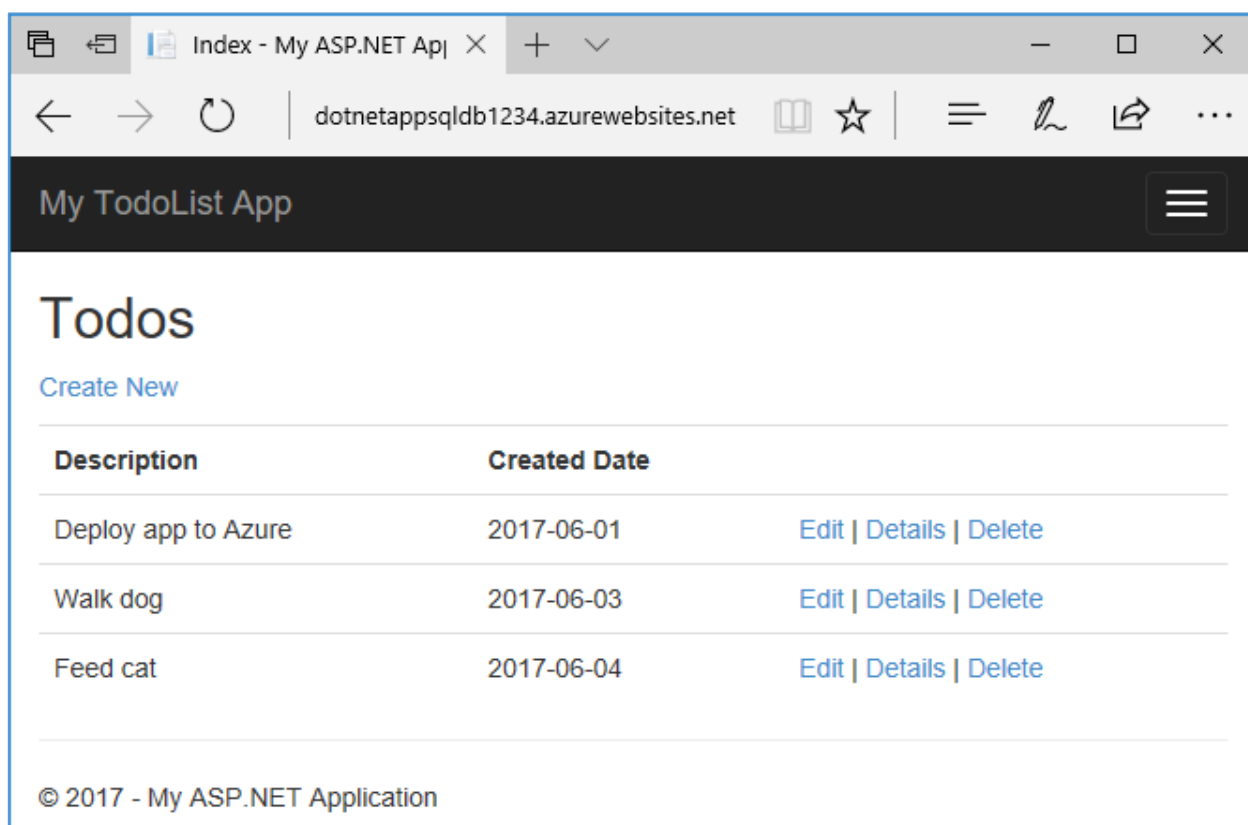 Index - My ASP.NET Ap
dotnetappsqldb1234.azurewebsites.net
My TodoList App
Todos
Create New
Description Created Date
Deploy app to Azure 2017-06-01 Edit | Details | Delete
Walk dog 2017-06-03 Edit | Details | Delete
Feed cat 2017-06-04 Edit | Details | Delete
© 2017 - My ASP.NET Application